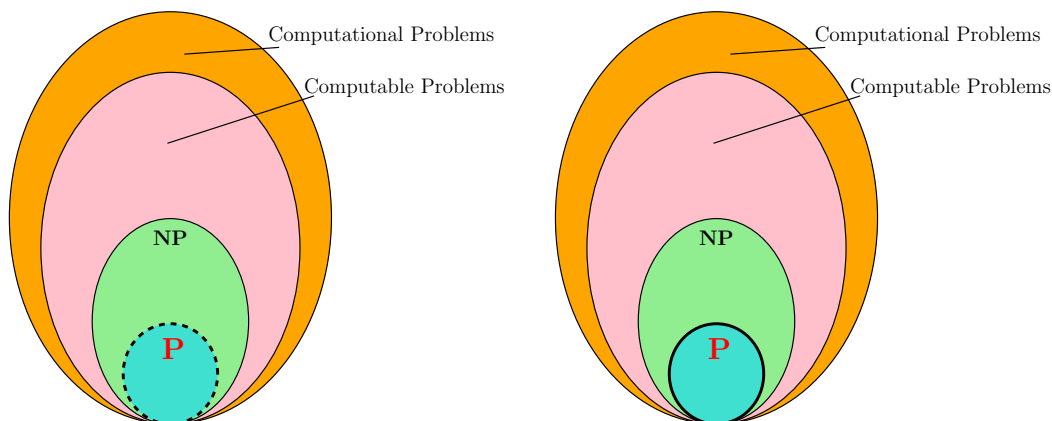 Computational Problems
Computable Problems
NP
P
Computational Problems
Computable Problems
NP
P